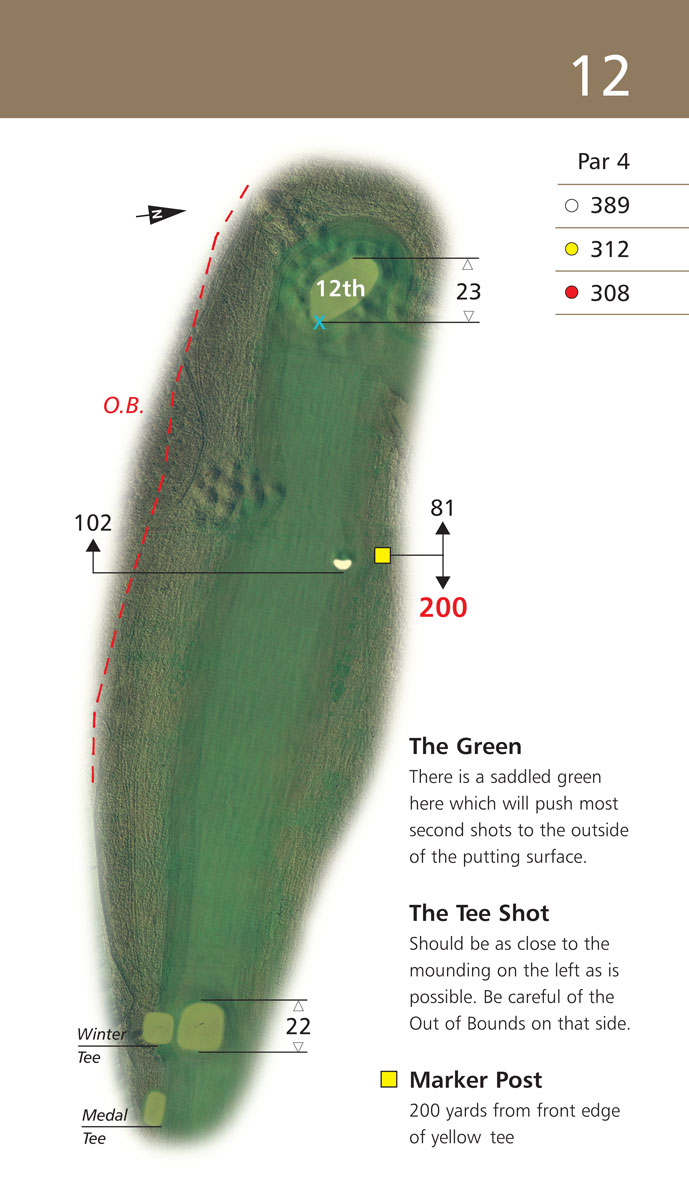 12
Par 4
389
312
308
N
12th
23
X
O.B.
81
102
200
The Green
There is a saddled green
here which will push most
second shots to the outside
of the putting surface.
The Tee Shot
Should be as close to the
mounding on the left as is
possible. Be careful of the
Out of Bounds on that side.
22
Winter
Tee
Marker Post
200 yards from front edge
of yellow tee
Medal
Tee